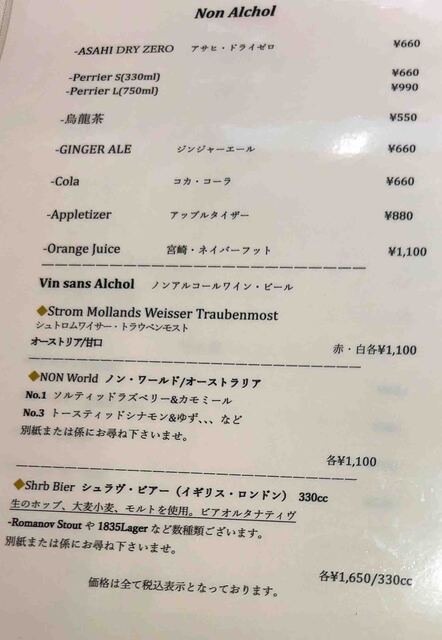 Non Alchol
-ASAHI DRY ZERO アサヒ・ドライゼロ ¥660
-Perrier S(330ml) ¥660
-Perrier L(750ml) ¥990
-烏龍茶 ¥550
-GINGER ALE ジンジャーエール ¥660
-Cola コカ・コーラ ¥660
-Appletizer アップルタイザー ¥880
-Orange Juice 宮崎・ネイバーフット ¥1,100
Vin sans Alchol ノンアルコールワイン・ビール
◆Strom Mollands Weisser Traubenmost
シュトロムワイサー・トラウベンモスト
オーストリア/甘口 赤・白各¥1,100
◆NON World ノン・ワールド/オーストラリア
No.1 ソルティッドラズベリー&カモミール
No.3 トースティッドシナモン&ゆず、、、など
別紙または係にお尋ね下さいませ。
各¥1,100
◆Shrb Bier シュラヴ・ビアー（イギリス・ロンドン） 330cc
生のホップ、大麦小麦、モルトを使用。ビアオルタナティヴ
-Romanov Stout や 1835Lager など数種類ございます。
別紙または係にお尋ね下さいませ。
各¥1,650/330cc
価格は全て税込表示となっております。